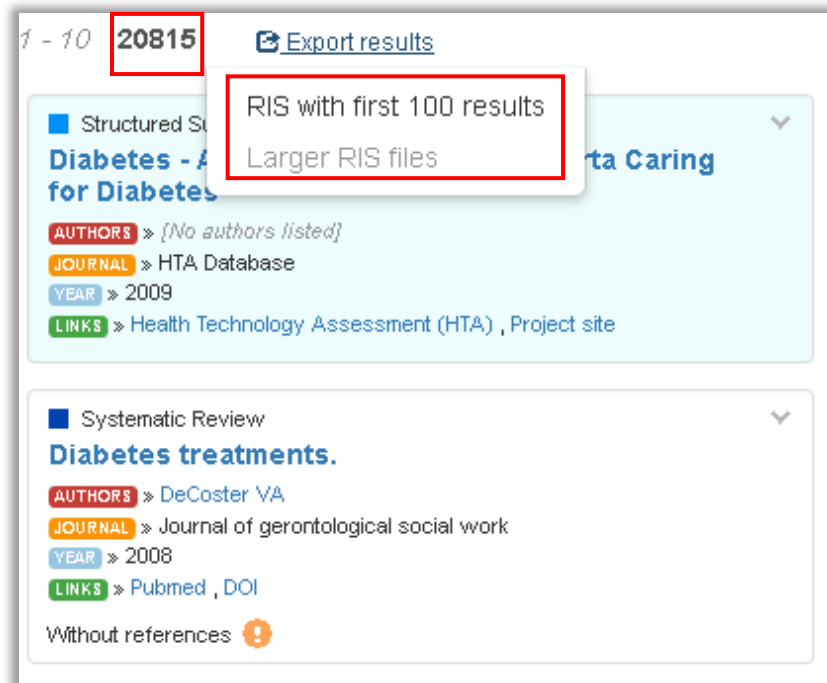 1 - 10 20815 Export results
RIS with first 100 results
Larger RIS files
Structured Su
Diabetes - A rta Caring
for Diabetes
AUTHORS » [No authors listed]
JOURNAL » HTA Database
YEAR » 2009
LINKS » Health Technology Assessment (HTA) , Project site
Systematic Review
Diabetes treatments.
AUTHORS » DeCoster VA
JOURNAL » Journal of gerontological social work
YEAR » 2008
LINKS » Pubmed , DOI
Without references